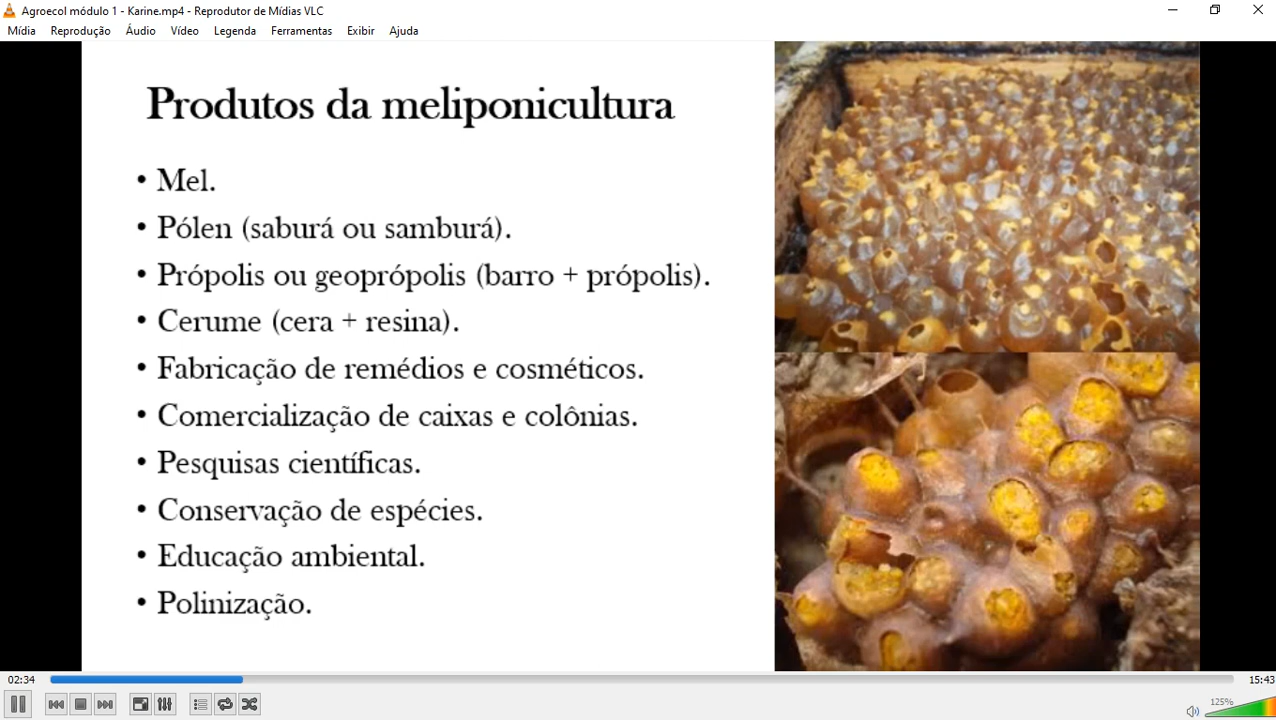 Agroecol módulo 1 - Karine.mp4 - Reprodutor de Mídias VLC
Mídia Reprodução Áudio Vídeo Legenda Ferramentas Exibir Ajuda
Produtos da meliponicultura
• Mel.
• Pólen (saburá ou samburá).
• Própolis ou geoprópolis (barro + própolis).
• Cerume (cera + resina).
• Fabricação de remédios e cosméticos.
• Comercialização de caixas e colônias.
• Pesquisas científicas.
• Conservação de espécies.
• Educação ambiental.
• Polinização.
02:34 15:43
125%